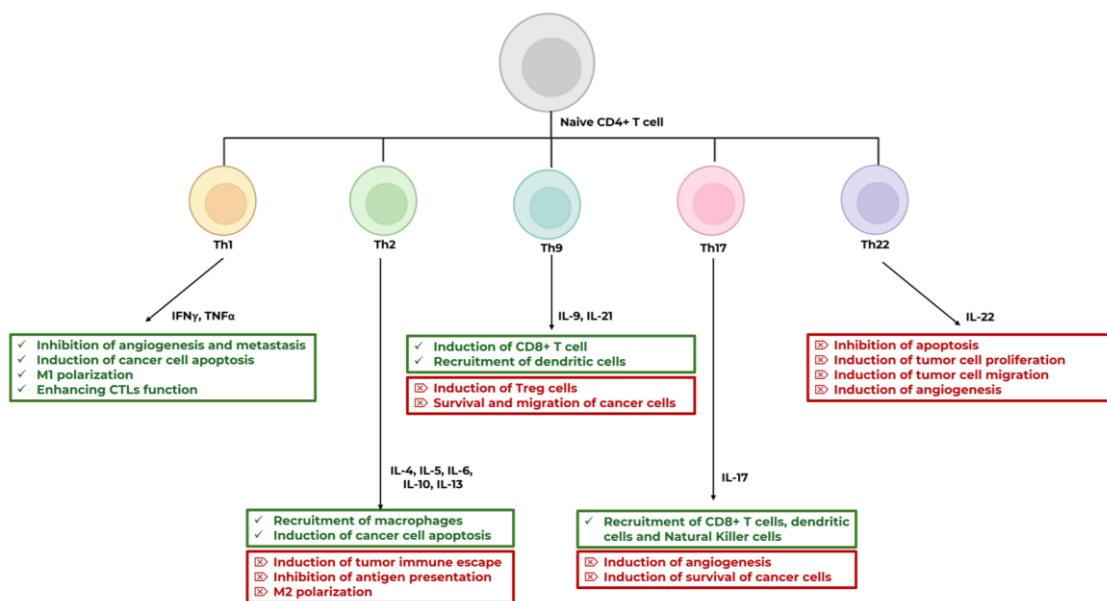 Naive CD4+ T cell
Th1
Th2
Th9
Th17
Th22
IFNγ, TNFα
✓ Inhibition of angiogenesis and metastasis
✓ Induction of cancer cell apoptosis
✓ M1 polarization
✓ Enhancing CTLs function
IL-4, IL-5, IL-6,
IL-10, IL-13
✓ Recruitment of macrophages
✓ Induction of cancer cell apoptosis
⌦ Induction of tumor immune escape
⌦ Inhibition of antigen presentation
⌦ M2 polarization
IL-9, IL-21
✓ Induction of CD8+ T cell
✓ Recruitment of dendritic cells
⌦ Induction of Treg cells
⌦ Survival and migration of cancer cells
IL-17
✓ Recruitment of CD8+ T cells, dendritic
cells and Natural Killer cells
⌦ Induction of angiogenesis
⌦ Induction of survival of cancer cells
IL-22
⌦ Inhibition of apoptosis
⌦ Induction of tumor cell proliferation
⌦ Induction of tumor cell migration
⌦ Induction of angiogenesis